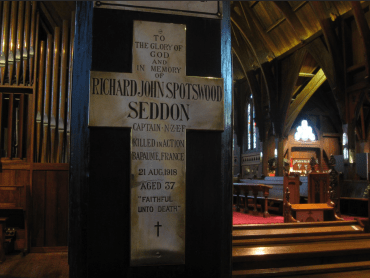 TO
THE GLORY OF
GOD
AND
IN MEMORY
OF
RICHARD JOHN SPOTSWOOD
SEDDON
CAPTAIN N·Z·E·F·
KILLED IN ACTION
BAPAUME, FRANCE
21 AUG. 1918
AGED 37
"FAITHFUL
UNTO DEATH"